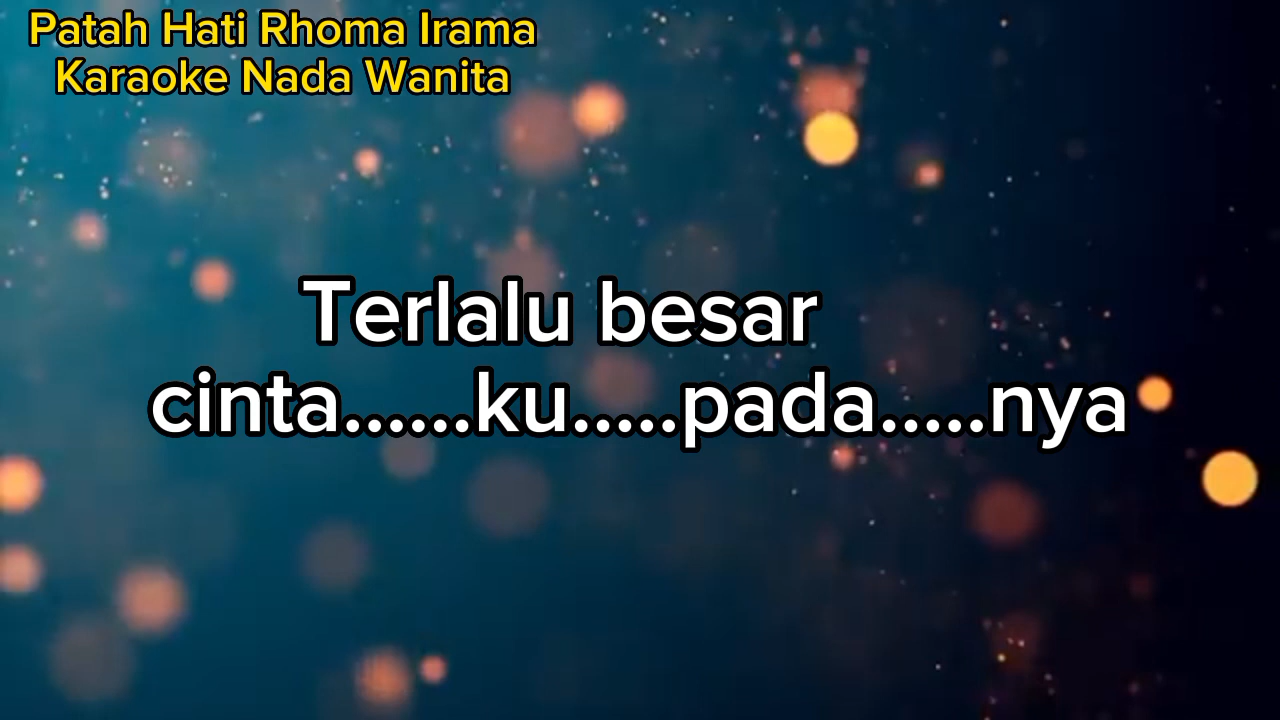 Patah Hati Rhoma Irama
Karaoke Nada Wanita
Terlalu besar
cinta......ku.....pada.....nya